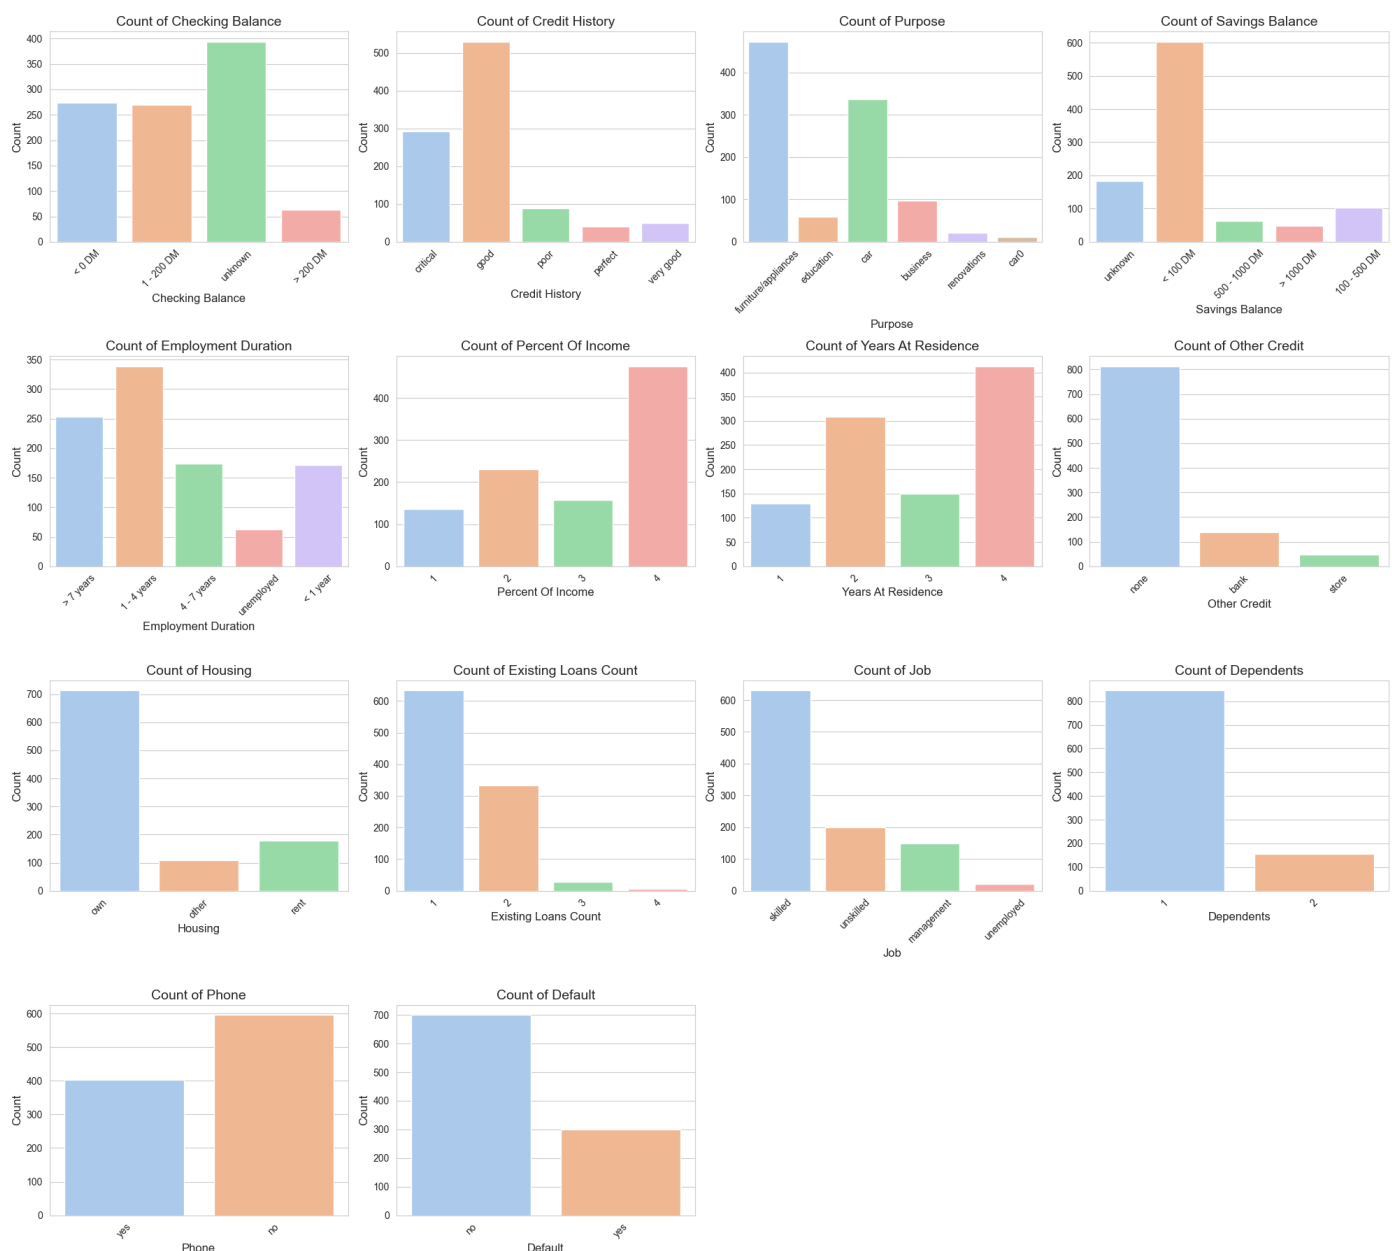 Count of Checking Balance
Count
400
350
300
250
200
150
100
50
0
< 0 DM
1 - 200 DM
unknown
> 200 DM
Checking Balance
Count of Credit History
Count
500
400
300
200
100
0
critical
good
poor
perfect
very good
Credit History
Count of Purpose
Count
400
300
200
100
0
furniture/appliances
education
car
business
renovations
car0
Purpose
Count of Savings Balance
Count
600
500
400
300
200
100
0
unknown
< 100 DM
500 - 1000 DM
> 1000 DM
100 - 500 DM
Savings Balance
Count of Employment Duration
Count
350
300
250
200
150
100
50
0
> 7 years
1 - 4 years
4 - 7 years
unemployed
< 1 year
Employment Duration
Count of Percent Of Income
Count
400
300
200
100
0
1
2
3
4
Percent Of Income
Count of Years At Residence
Count
400
350
300
250
200
150
100
50
0
1
2
3
4
Years At Residence
Count of Other Credit
Count
800
700
600
500
400
300
200
100
0
none
bank
store
Other Credit
Count of Housing
Count
700
600
500
400
300
200
100
0
own
other
rent
Housing
Count of Existing Loans Count
Count
600
500
400
300
200
100
0
1
2
3
4
Existing Loans Count
Count of Job
Count
600
500
400
300
200
100
0
skilled
unskilled
management
unemployed
Job
Count of Dependents
Count
800
700
600
500
400
300
200
100
0
1
2
Dependents
Count of Phone
Count
600
500
400
300
200
100
0
yes
no
Phone
Count of Default
Count
700
600
500
400
300
200
100
0
no
yes
Default